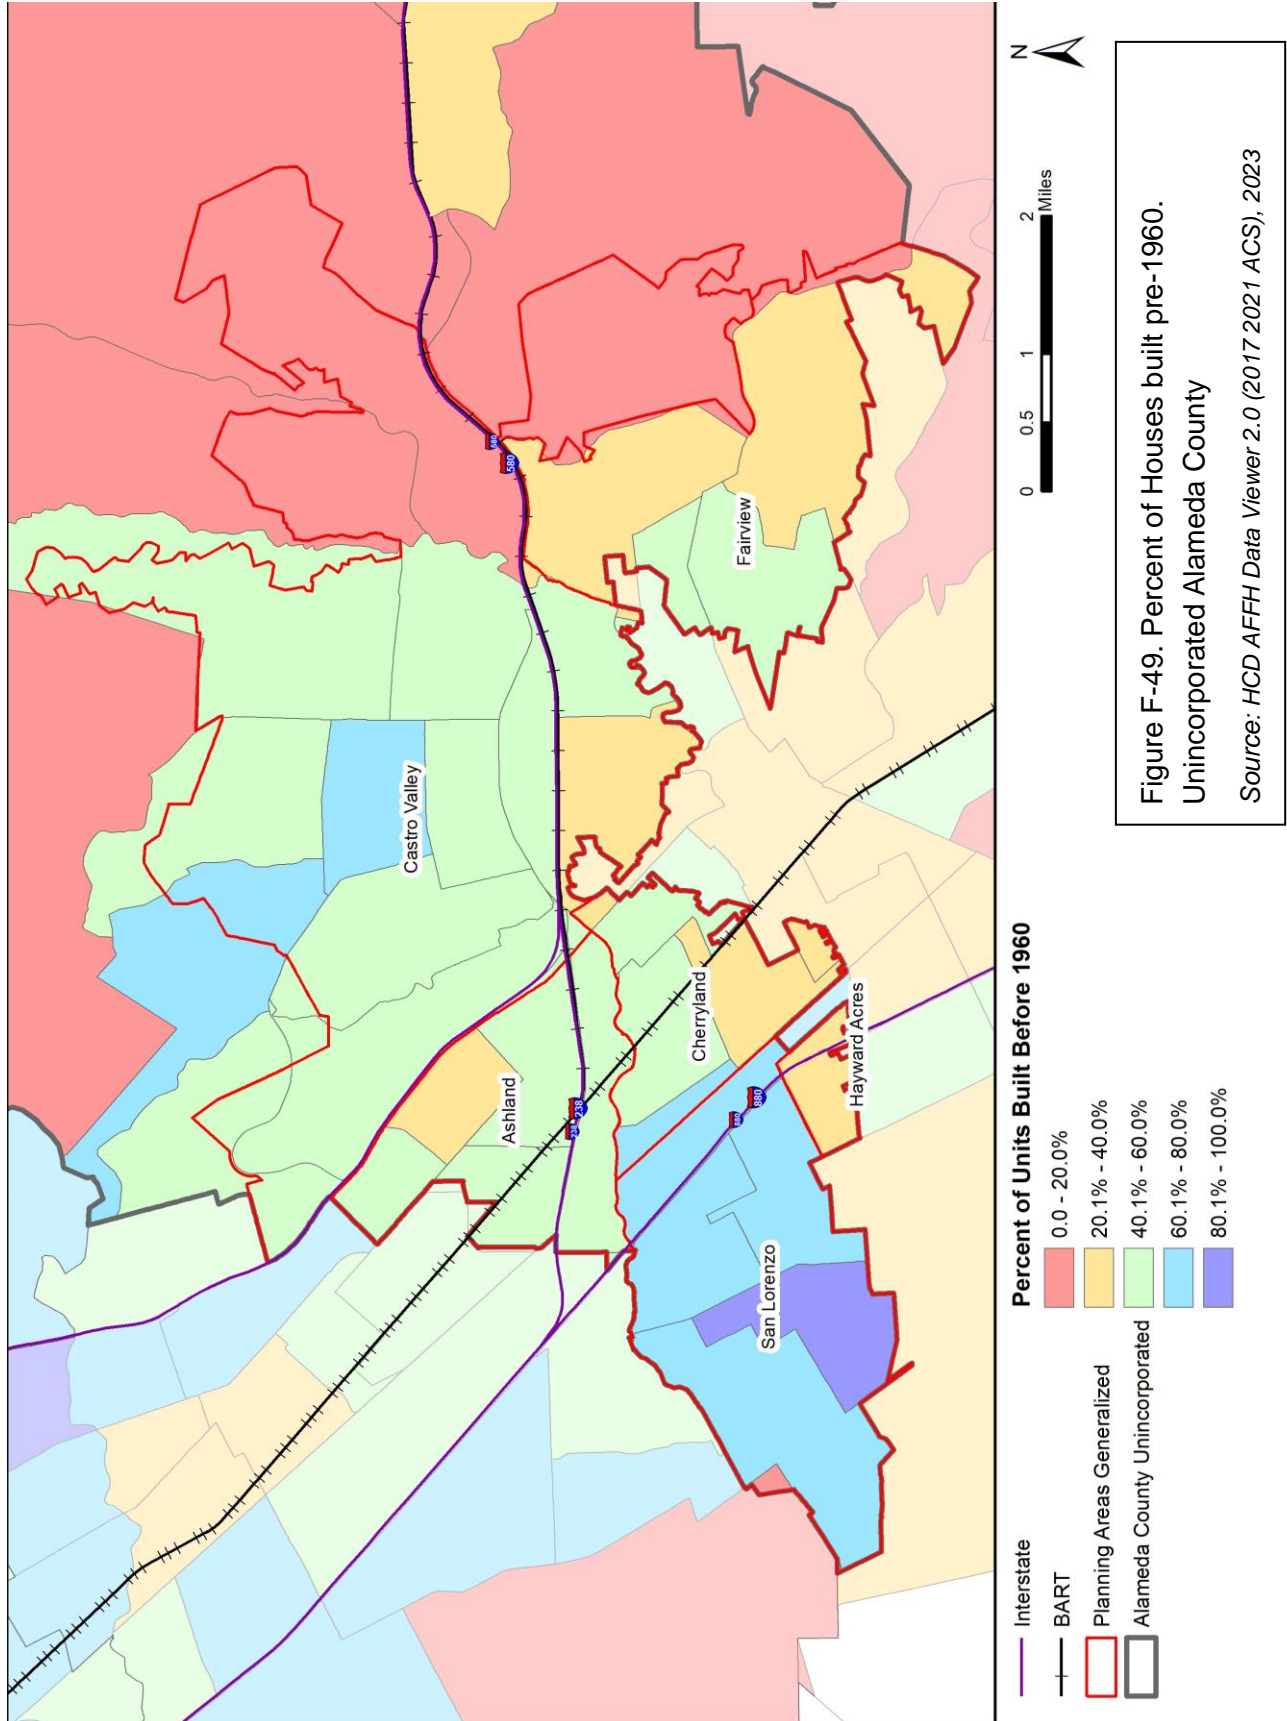 Castro Valley
Ashland
Cherryland
Hayward Acres
San Lorenzo
Fairview
580
580
238
238
880
880
Interstate
BART
Planning Areas Generalized
Alameda County Unincorporated
Percent of Units Built Before 1960
0.0 - 20.0%
20.1% - 40.0%
40.1% - 60.0%
60.1% - 80.0%
80.1% - 100.0%
0 0.5 1 2
Miles
N
Figure F-49. Percent of Houses built pre-1960.
Unincorporated Alameda County
Source: HCD AFFH Data Viewer 2.0 (2017 2021 ACS), 2023